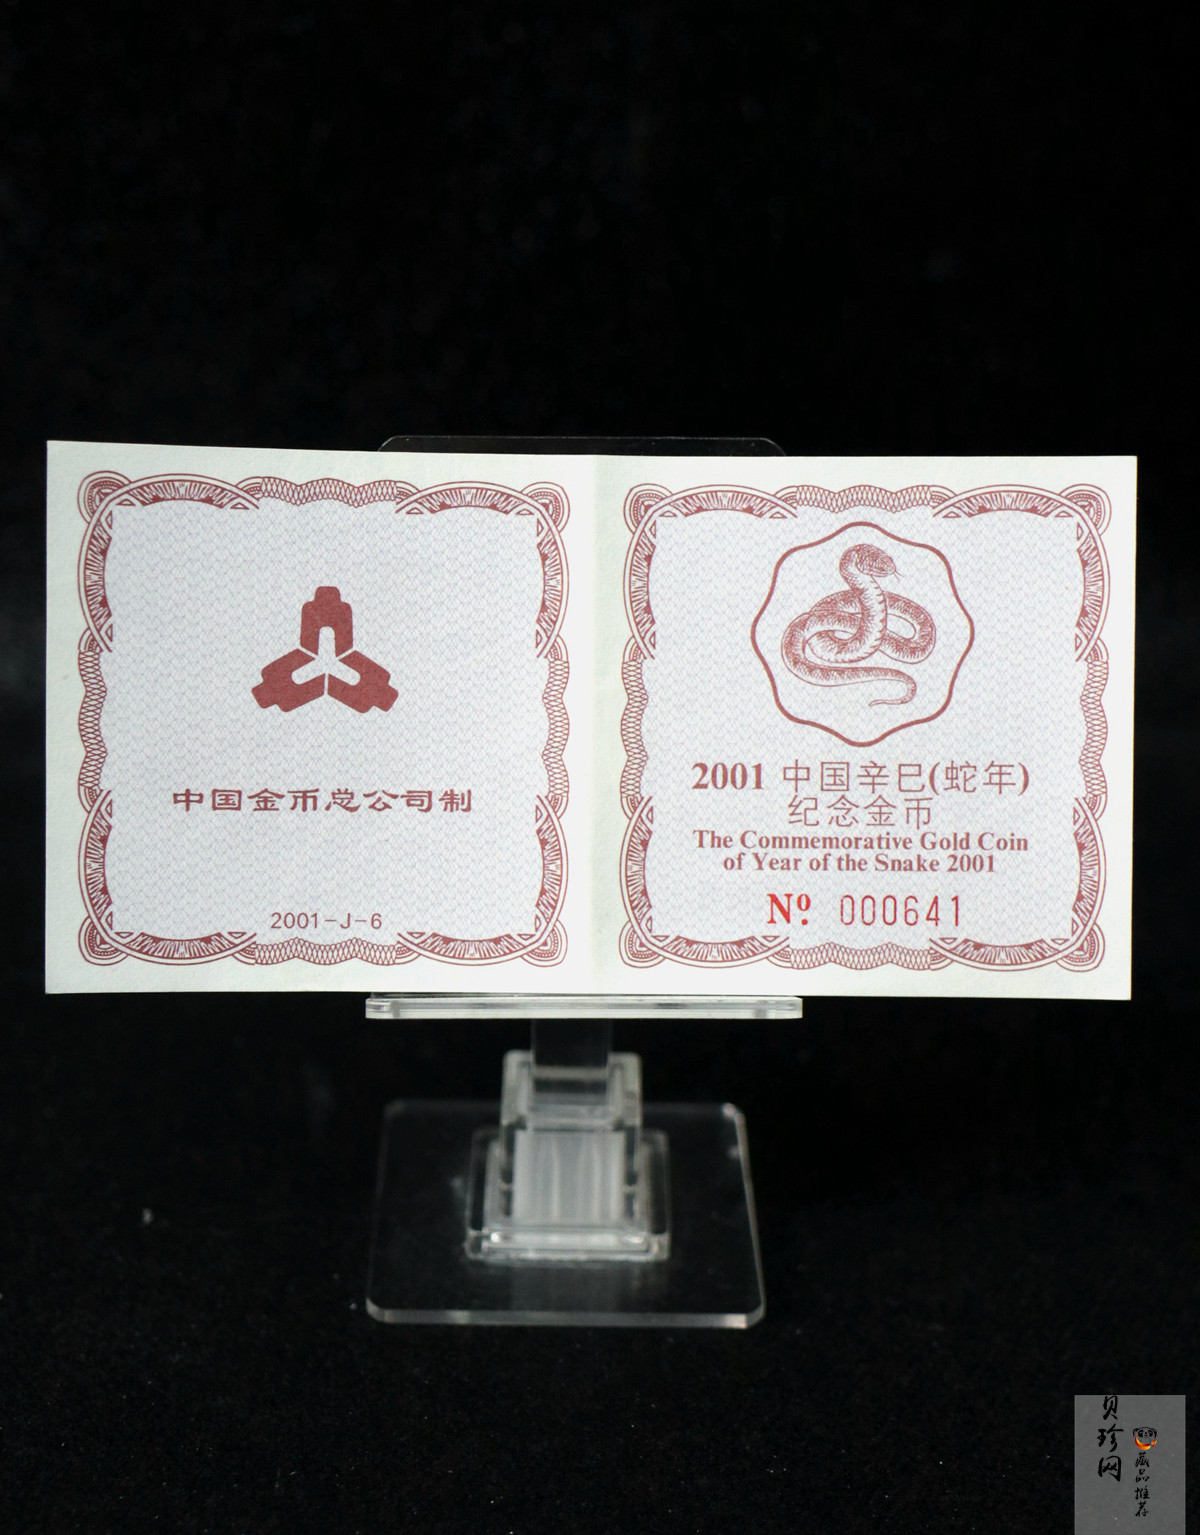 中国金币总公司制
2001-J-6
2001 中国辛巳(蛇年)
纪念金币
The Commemorative Gold Coin
of Year of the Snake 2001
Nº. 000641
贝珍网
藏品推荐